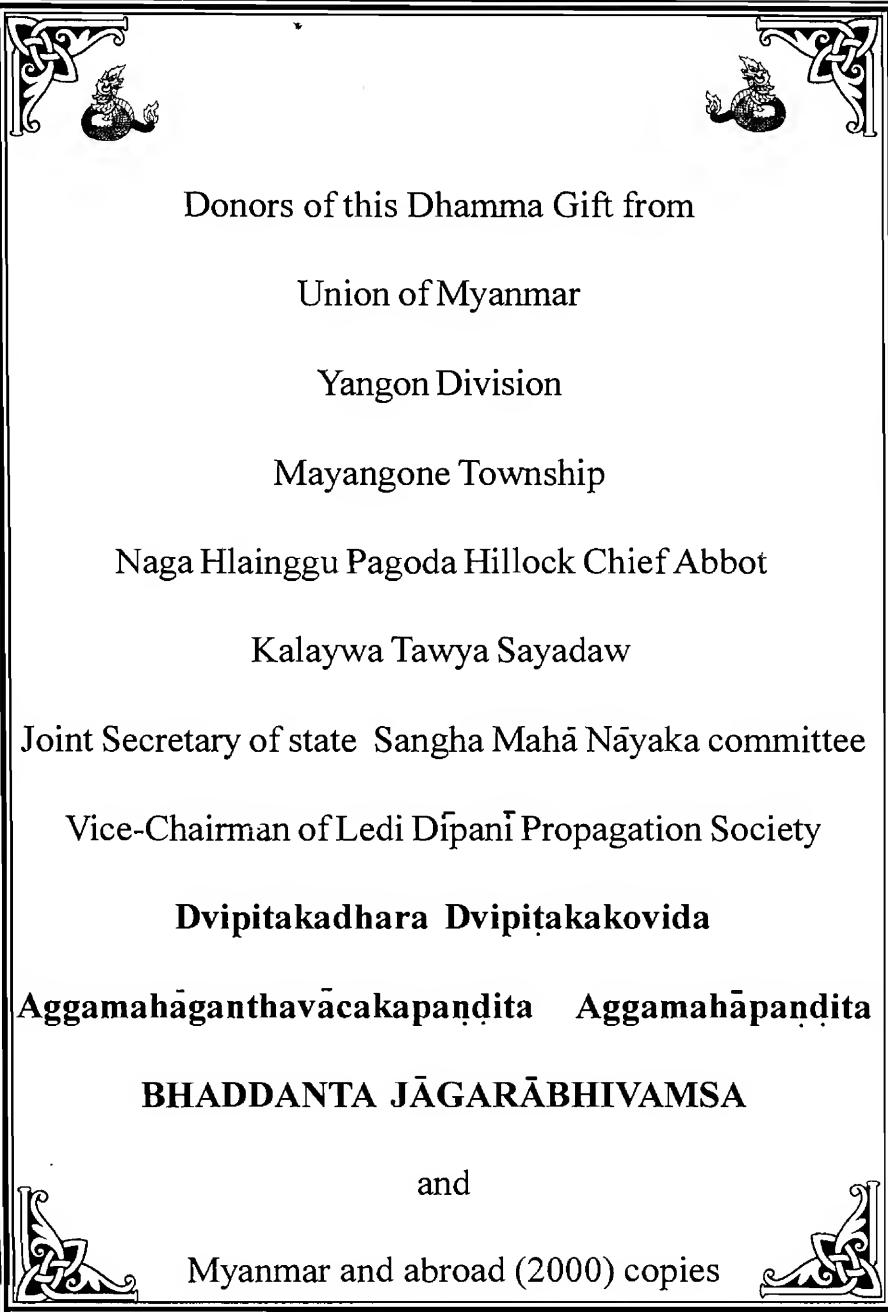 Donors of this Dhamma Gift from
Union of Myanmar
Yangon Division
Mayangone Township
Naga Hlainggu Pagoda Hillock Chief Abbot
Kalaywa Tawya Sayadaw
Joint Secretary of state Sangha Mahā Nāyaka committee
Vice-Chairman of Ledi Dīpanī Propagation Society
Dvipitakadhara Dvipiṭakakovida
Aggamahāganthavācakapaṇḍita Aggamahāpaṇḍita
BHADDANTA JĀGARĀBHIVAMSA
and
Myanmar and abroad (2000) copies